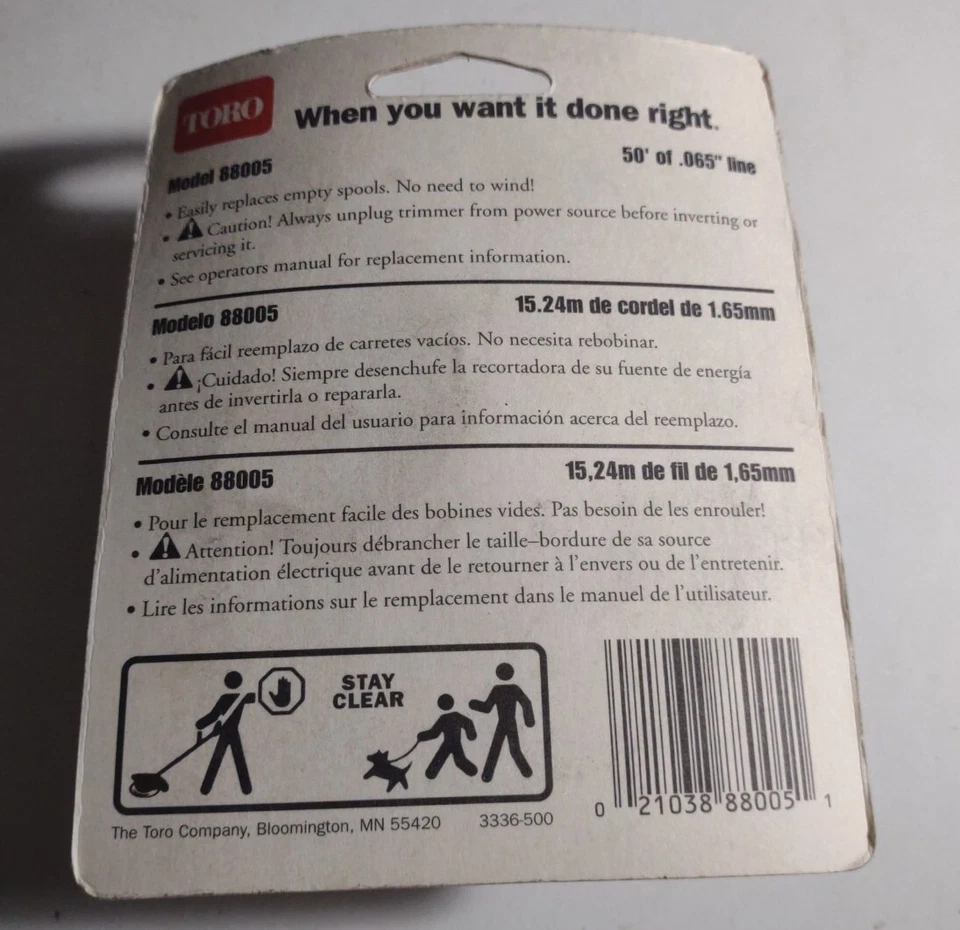 TORO When you want it done right.
Model 88005 50' of .065" line
• Easily replaces empty spools. No need to wind!
• Caution! Always unplug trimmer from power source before inverting or
servicing it.
• See operators manual for replacement information.
Modelo 88005 15.24m de cordel de 1.65mm
• Para fácil reemplazo de carretes vacíos. No necesita rebobinar.
• ¡Cuidado! Siempre desenchufe la recortadora de su fuente de energía
antes de invertirla o repararla.
• Consulte el manual del usuario para información acerca del reemplazo.
Modèle 88005 15,24m de fil de 1,65mm
• Pour le remplacement facile des bobines vides. Pas besoin de les enrouler!
• Attention! Toujours débrancher le taille–bordure de sa source
d'alimentation électrique avant de le retourner à l'envers ou de l'entretenir.
• Lire les informations sur le remplacement dans le manuel de l'utilisateur.
STAY
CLEAR
0 21038 88005 1
The Toro Company, Bloomington, MN 55420 3336-500